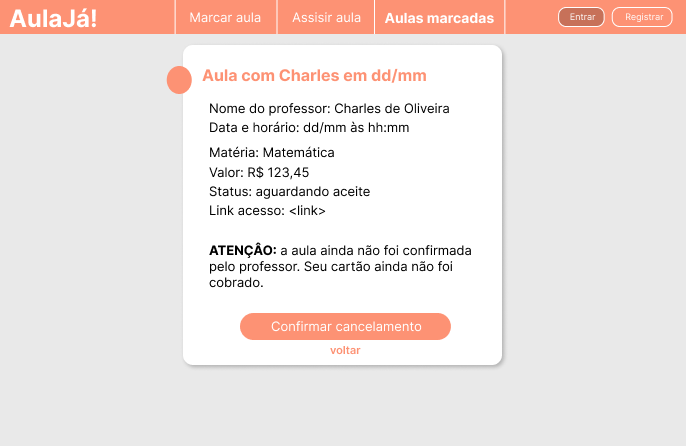 AulaJá!
Marcar aula
Assisir aula
Aulas marcadas
Entrar
Registrar
Aula com Charles em dd/mm
Nome do professor: Charles de Oliveira
Data e horário: dd/mm às hh:mm
Matéria: Matemática
Valor: R$ 123,45
Status: aguardando aceite
Link acesso: <link>
ATENÇÂO: a aula ainda não foi confirmada
pelo professor. Seu cartão ainda não foi
cobrado.
Confirmar cancelamento
voltar